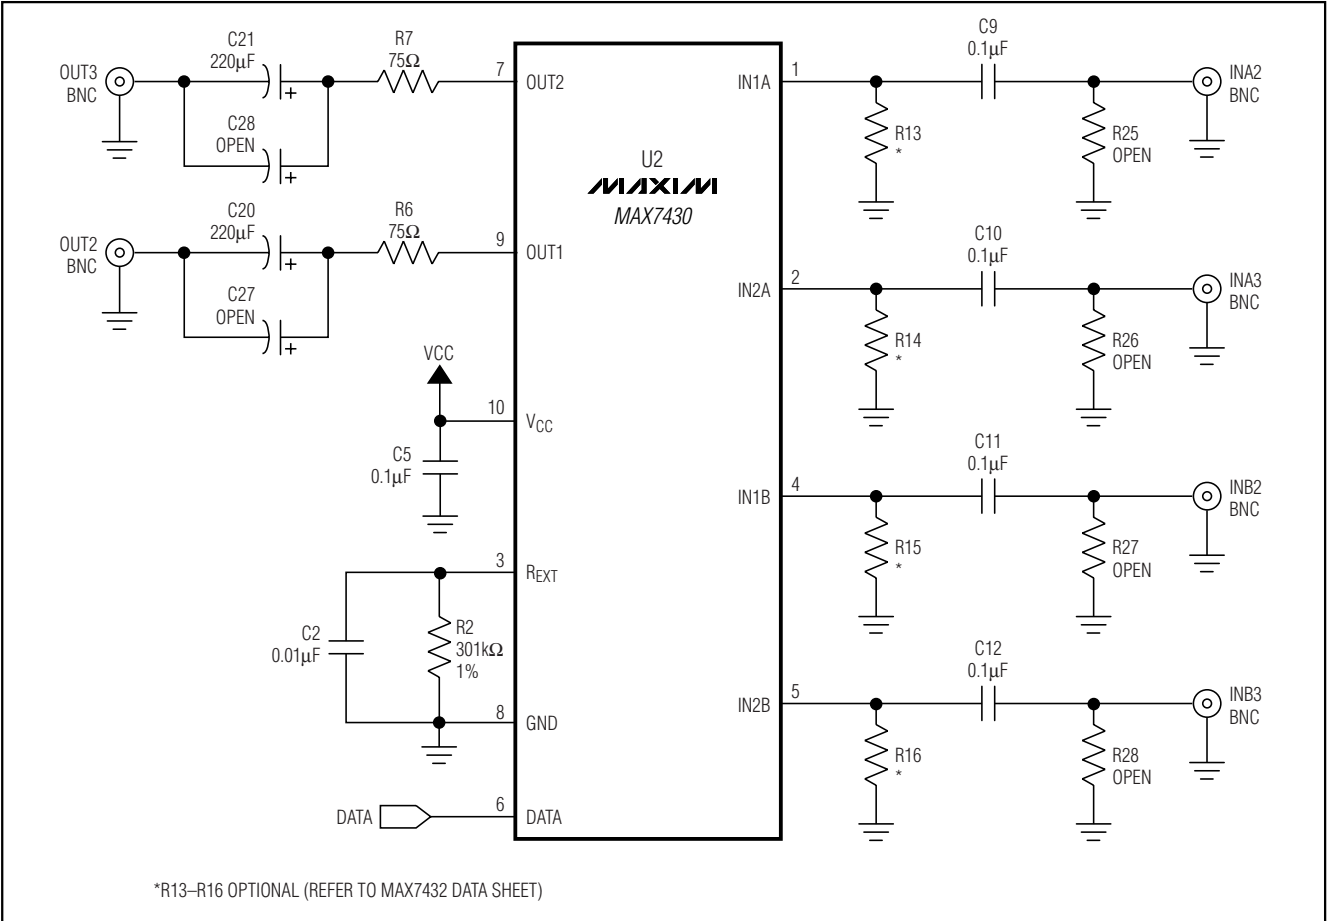 OUT3
BNC
C21
220µF
+
R7
75Ω
7
OUT2
C28
OPEN
+
OUT2
BNC
C20
220µF
+
R6
75Ω
9
OUT1
C27
OPEN
+
VCC
10
VCC
C5
0.1µF
3
REXT
C2
0.01µF
R2
301kΩ
1%
8
GND
DATA
6
DATA
U2
MAXIM
MAX7430
IN1A
1
C9
0.1µF
R13
*
R25
OPEN
INA2
BNC
IN2A
2
C10
0.1µF
R14
*
R26
OPEN
INA3
BNC
IN1B
4
C11
0.1µF
R15
*
R27
OPEN
INB2
BNC
IN2B
5
C12
0.1µF
R16
*
R28
OPEN
INB3
BNC
*R13–R16 OPTIONAL (REFER TO MAX7432 DATA SHEET)